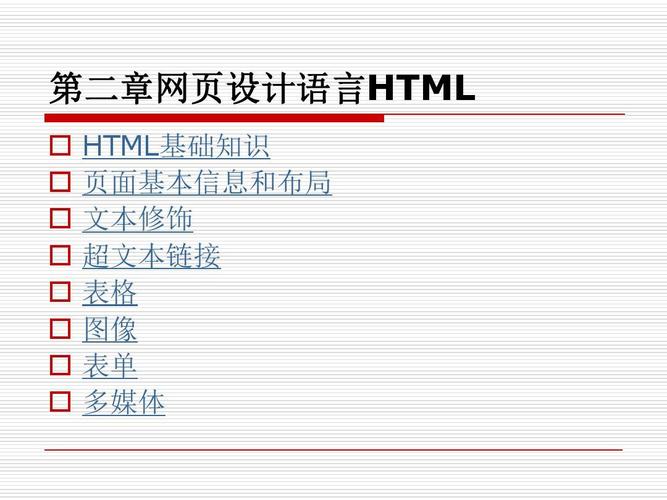 第二章网页设计语言HTML
HTML基础知识
页面基本信息和布局
文本修饰
超文本链接
表格
图像
表单
多媒体